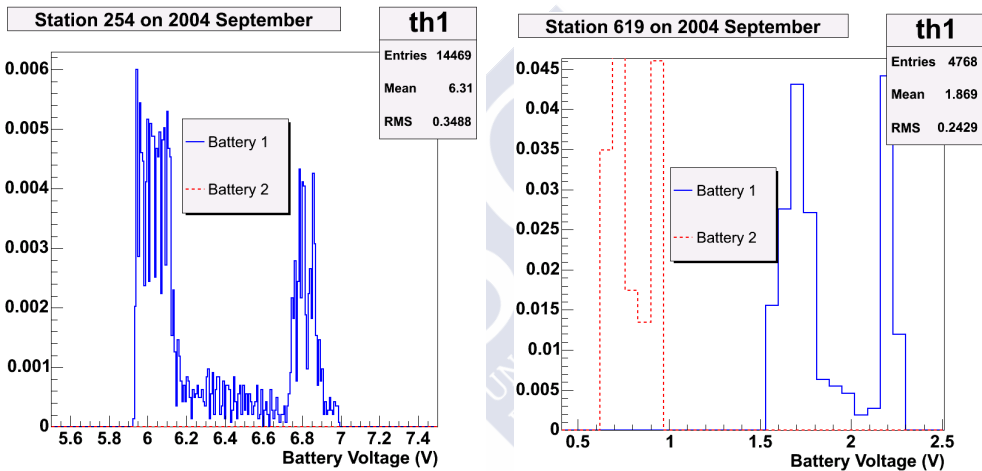 Station 254 on 2004 September
th1
Entries 14469
Mean 6.31
RMS 0.3488
Battery 1
Battery 2
0.006
0.005
0.004
0.003
0.002
0.001
0
5.6 5.8 6 6.2 6.4 6.6 6.8 7 7.2 7.4
Battery Voltage (V)
Station 619 on 2004 September
th1
Entries 4768
Mean 1.869
RMS 0.2429
Battery 1
Battery 2
0.045
0.04
0.035
0.03
0.025
0.02
0.015
0.01
0.005
0
0.5 1 1.5 2 2.5
Battery Voltage (V)
UN